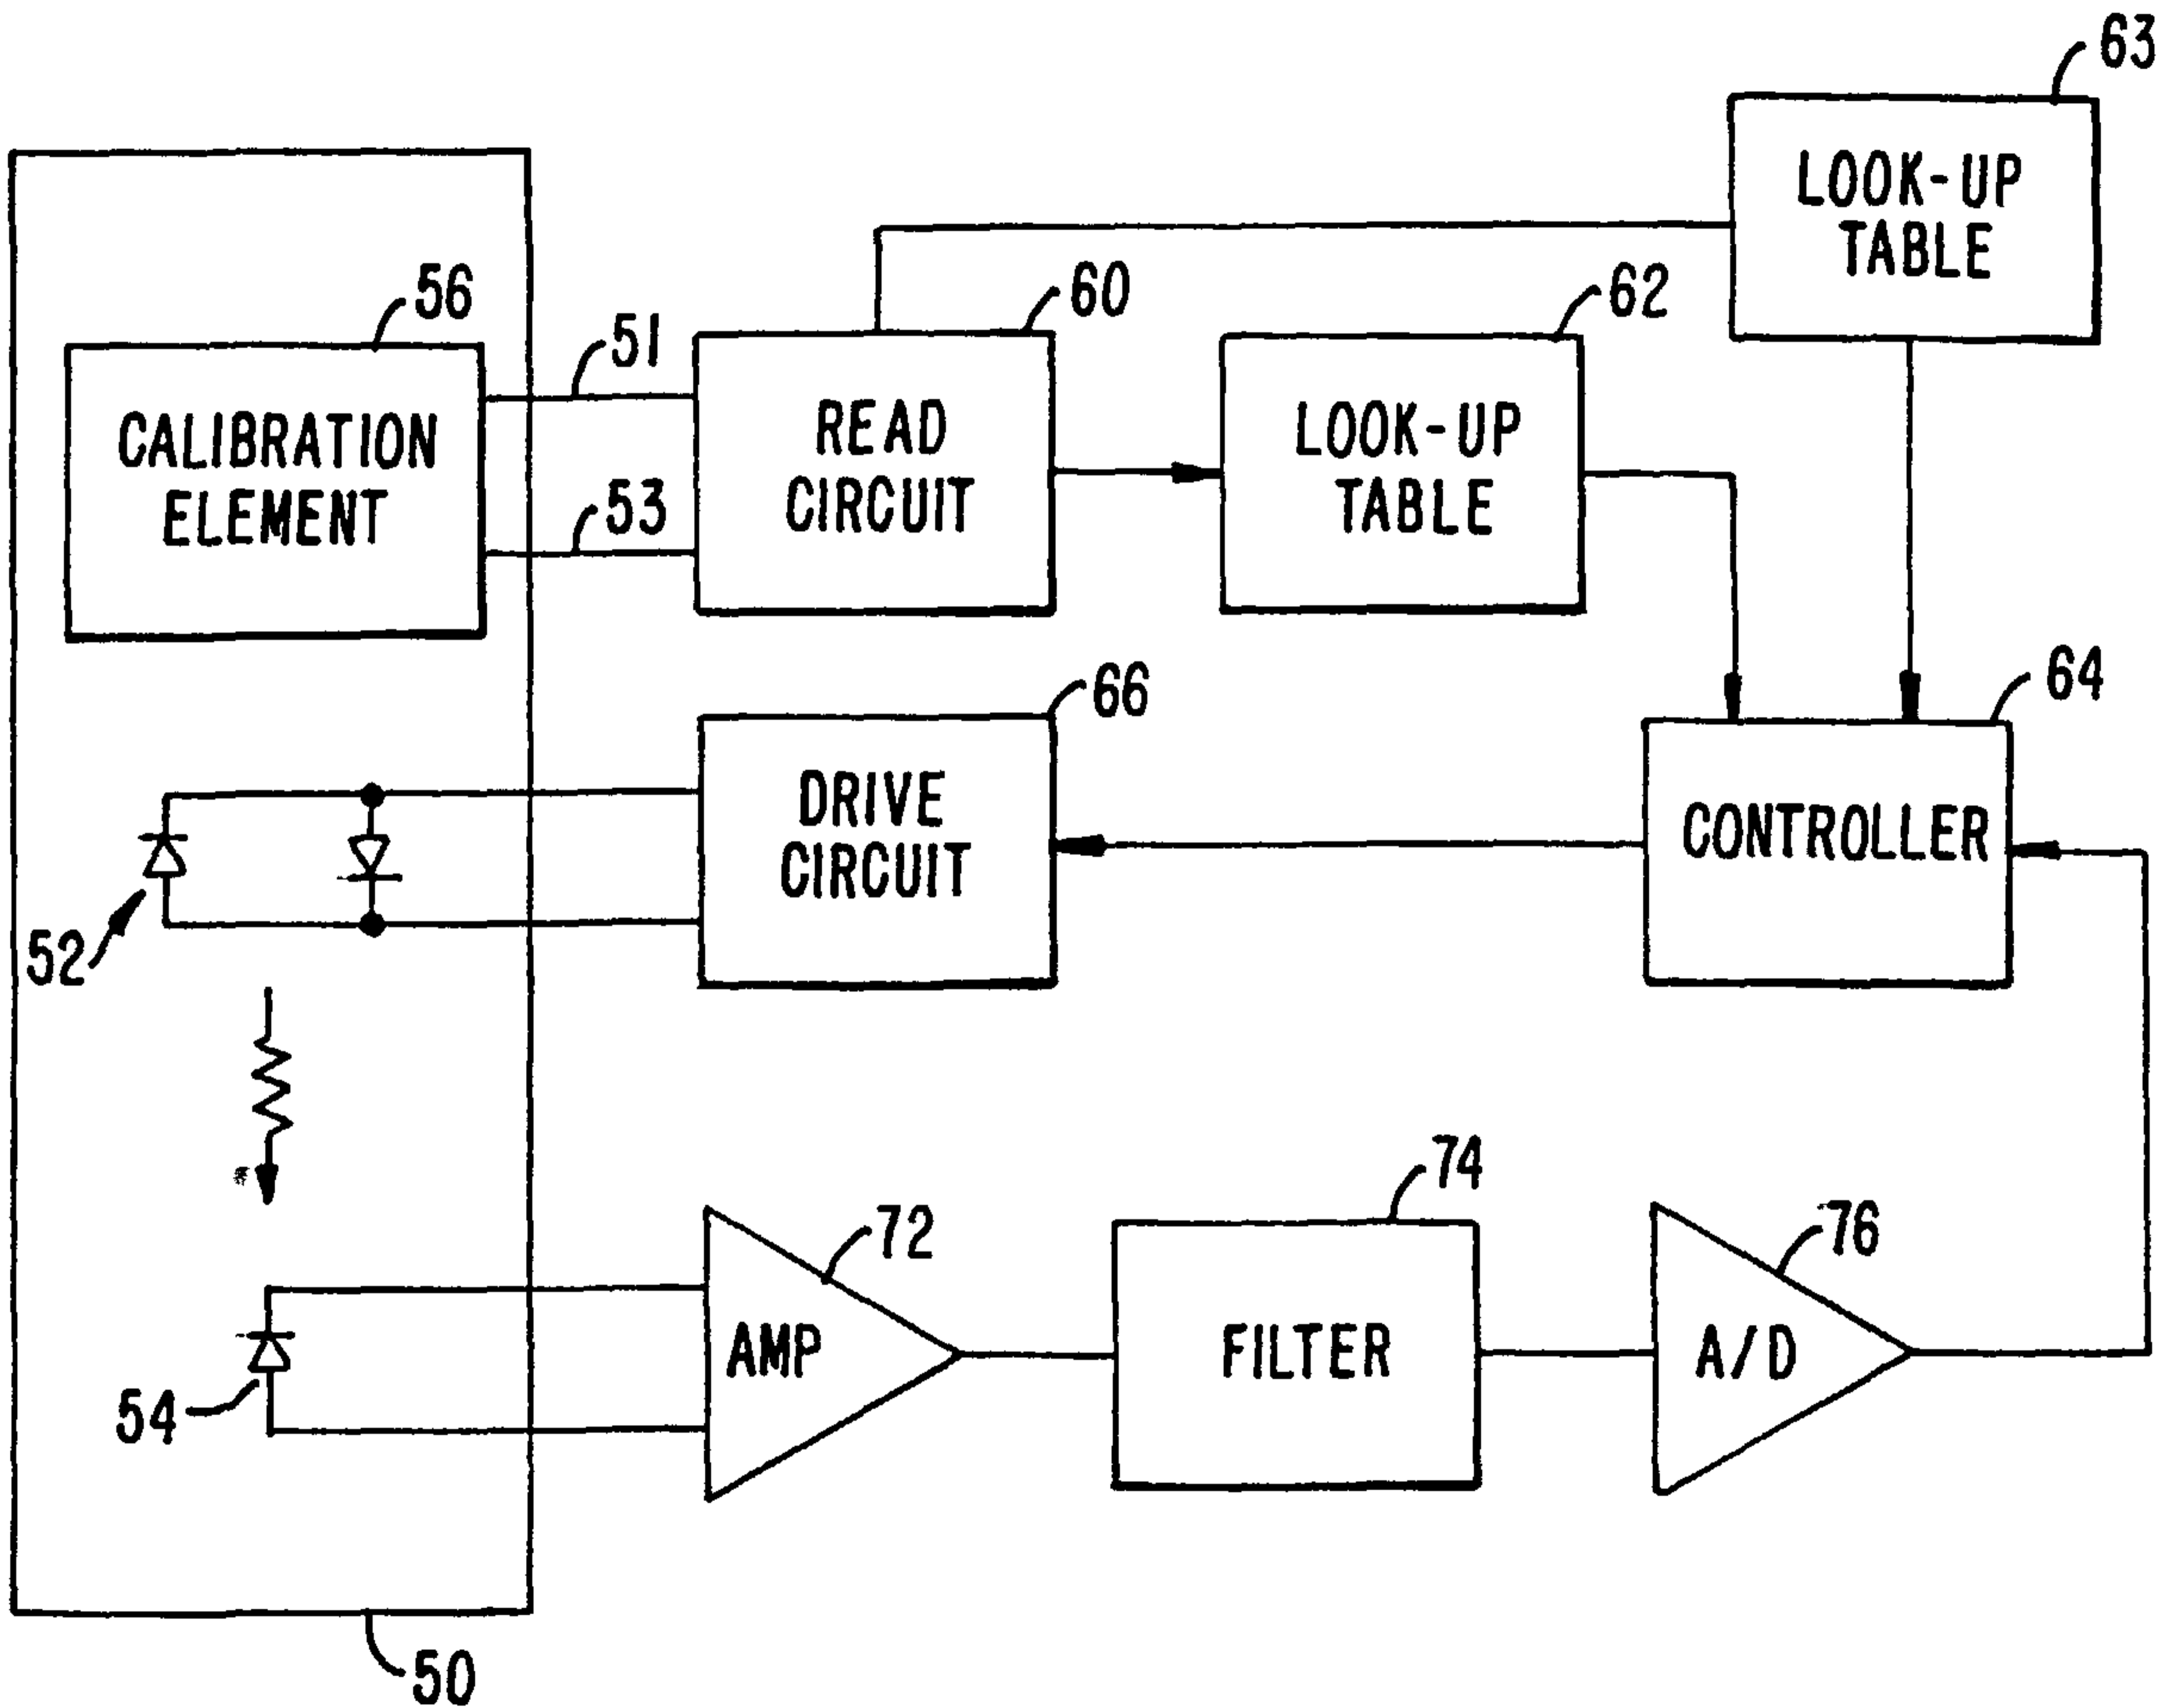 63
LOOK-UP
TABLE
56
51
60
62
CALIBRATION
ELEMENT
READ
CIRCUIT
LOOK-UP
TABLE
53
66
64
DRIVE
CIRCUIT
CONTROLLER
52
74
72
76
AMP
FILTER
A/D
54
50